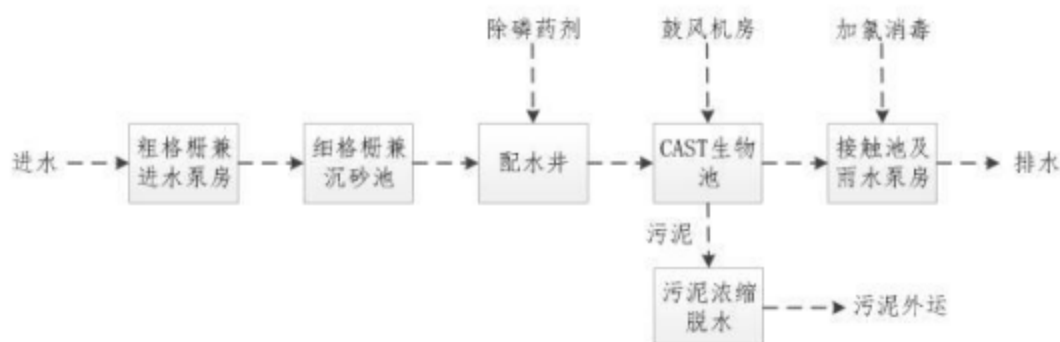 除磷药剂
鼓风机房
加氯消毒
进水
粗格栅兼
进水泵房
细格栅兼
沉砂池
配水井
CAST生物
池
接触池及
雨水泵房
排水
污泥
污泥浓缩
脱水
污泥外运